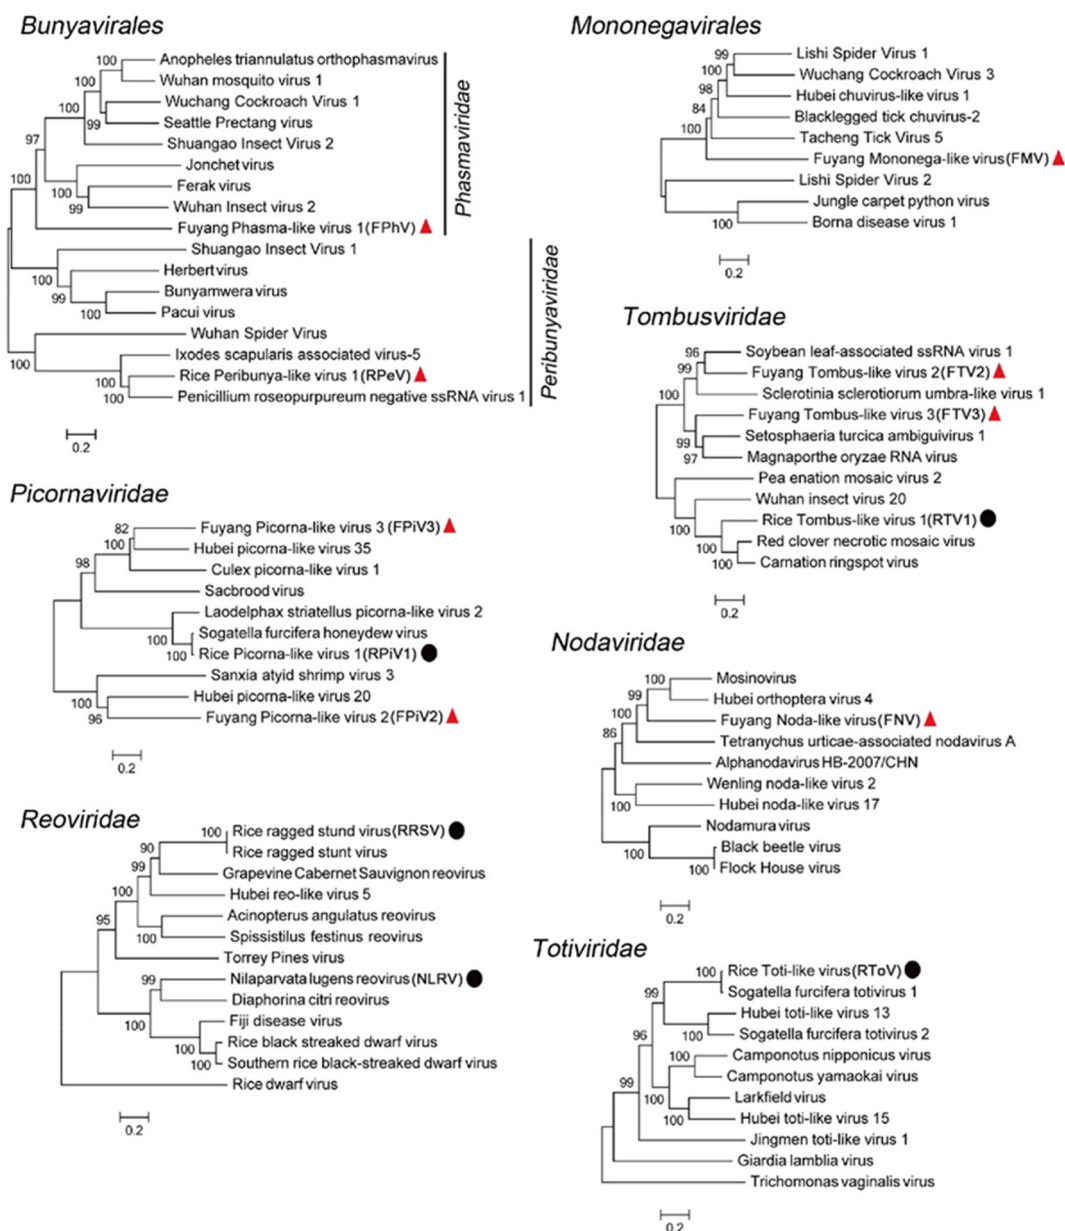 Bunyavirales
100
Anopheles triannulatus orthophasmavirus
100
Wuhan mosquito virus 1
100
Wuchang Cockroach Virus 1
99
Seattle Prectang virus
97
Shuangao Insect Virus 2
Jonchet virus
100
100
Ferak virus
99
Wuhan Insect virus 2
Fuyang Phasma-like virus 1(FPhV)
Phasmaviridae
Shuangao Insect Virus 1
100
Herbert virus
99
Bunyamwera virus
100
Pacui virus
Wuhan Spider Virus
100
Ixodes scapularis associated virus-5
Rice Peribunya-like virus 1(RPeV)
100
Penicillium roseopurpureum negative ssRNA virus 1
Peribunyaviridae
0.2
Picornaviridae
82
Fuyang Picorna-like virus 3 (FPiV3)
100
Hubei picorna-like virus 35
98
Culex picorna-like virus 1
Sacbrood virus
Laodelphax striatellus picorna-like virus 2
100
Sogatella furcifera honeydew virus
100
Rice Picorna-like virus 1(RPiV1)
Sanxia atyid shrimp virus 3
100
Hubei picorna-like virus 20
96
Fuyang Picorna-like virus 2(FPiV2)
0.2
Reoviridae
100
Rice ragged stund virus(RRSV)
90
Rice ragged stunt virus
99
Grapevine Cabernet Sauvignon reovirus
100
Hubei reo-like virus 5
95
Acinopterus angulatus reovirus
100
Spissistilus festinus reovirus
Torrey Pines virus
99
Nilaparvata lugens reovirus(NLRV)
Diaphorina citri reovirus
100
Fiji disease virus
100
Rice black streaked dwarf virus
100
Southern rice black-streaked dwarf virus
Rice dwarf virus
0.2
Mononegavirales
99
Lishi Spider Virus 1
100
Wuchang Cockroach Virus 3
98
Hubei chuvirus-like virus 1
84
Blacklegged tick chuvirus-2
100
Tacheng Tick Virus 5
Fuyang Mononega-like virus(FMV)
Lishi Spider Virus 2
Jungle carpet python virus
100
Borna disease virus 1
0.2
Tombusviridae
96
Soybean leaf-associated ssRNA virus 1
99
Fuyang Tombus-like virus 2(FTV2)
100
Sclerotinia sclerotiorum umbra-like virus 1
Fuyang Tombus-like virus 3(FTV3)
99
Setosphaeria turcica ambiguivirus 1
97
Magnaporthe oryzae RNA virus
Pea enation mosaic virus 2
Wuhan insect virus 20
100
Rice Tombus-like virus 1(RTV1)
100
Red clover necrotic mosaic virus
100
Carnation ringspot virus
0.2
Nodaviridae
100
Mosinovirus
99
Hubei orthoptera virus 4
100
Fuyang Noda-like virus(FNV)
86
Tetranychus urticae-associated nodavirus A
Alphanodavirus HB-2007/CHN
Wenling noda-like virus 2
100
Hubei noda-like virus 17
Nodamura virus
100
Black beetle virus
100
Flock House virus
0.2
Totiviridae
100
Rice Toti-like virus(RToV)
99
Sogatella furcifera totivirus 1
Hubei toti-like virus 13
96
100
Sogatella furcifera totivirus 2
100
Camponotus nipponicus virus
99
Camponotus yamaokai virus
100
Larkfield virus
100
Hubei toti-like virus 15
Jingmen toti-like virus 1
Giardia lamblia virus
Trichomonas vaginalis virus
0.2